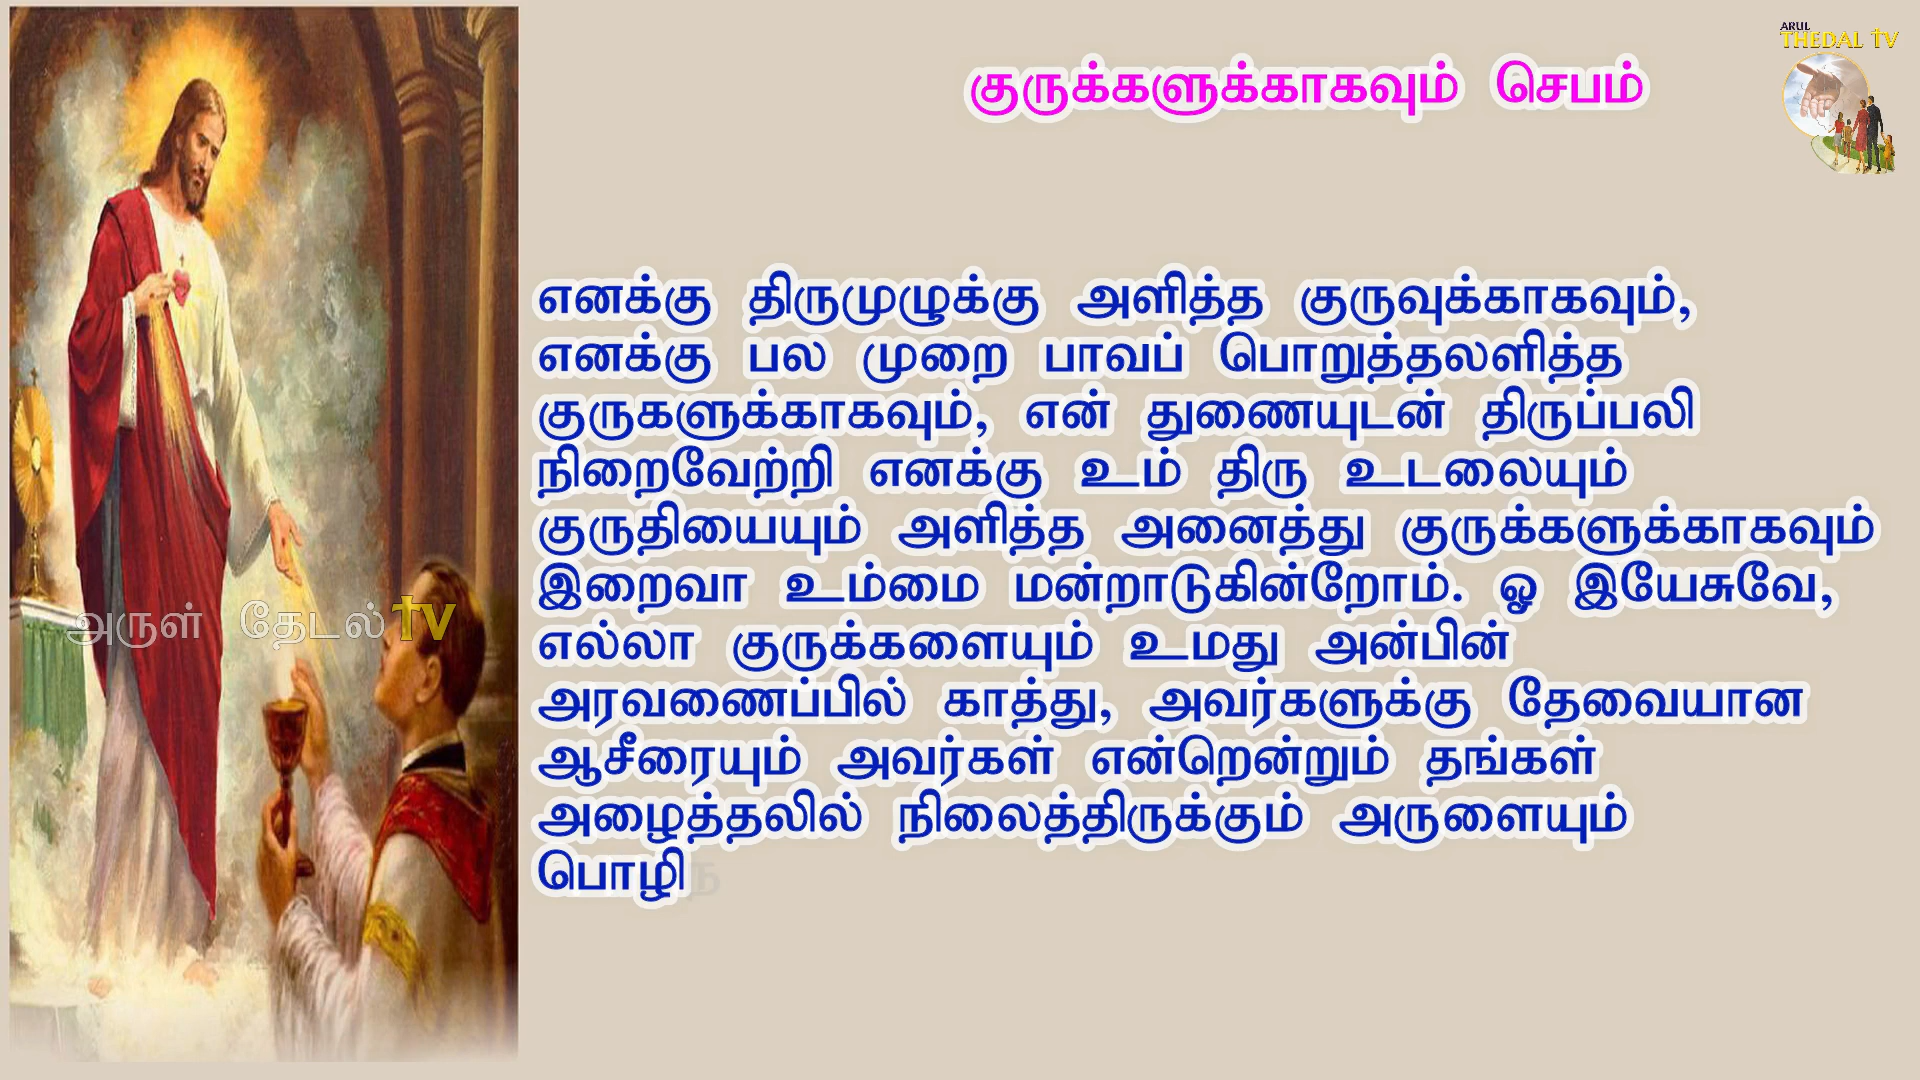 ARUL
THEDAL TV
குருக்களுக்காகவும் செபம்
எனக்கு திருமுழுக்கு அளித்த குருவுக்காகவும்,
எனக்கு பல முறை பாவப் பொறுத்தலளித்த
குருகளுக்காகவும், என் துணையுடன் திருப்பலி
நிறைவேற்றி எனக்கு உம் திரு உடலையும்
குருதியையும் அளித்த அனைத்து குருக்களுக்காகவும்
இறைவா உம்மை மன்றாடுகின்றோம். ஓ இயேசுவே,
எல்லா குருக்களையும் உமது அன்பின்
அரவணைப்பில் காத்து, அவர்களுக்கு தேவையான
ஆசீரையும் அவர்கள் என்றென்றும் தங்கள்
அழைத்தலில் நிலைத்திருக்கும் அருளையும்
பொழி
அருள் தேடல் TV